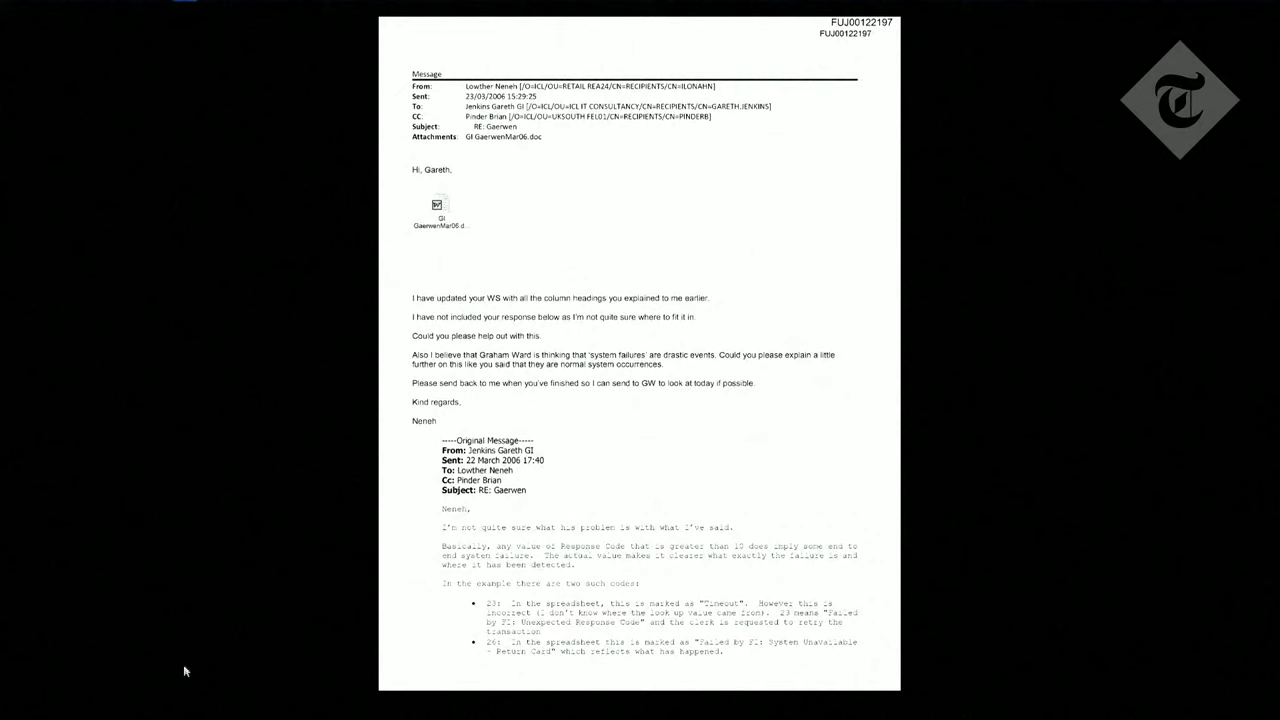 FUJ00122197
FUJ00122197
Message
From: Lowther Neneh [/O=ICL/OU=RETAIL REA24/CN=RECIPIENTS/CN=ILONAHN]
Sent: 23/03/2006 15:29:25
To: Jenkins Gareth GI [/O=ICL/OU=ICL IT CONSULTANCY/CN=RECIPIENTS/CN=GARETH.JENKINS]
CC: Pinder Brian [/O=ICL/OU=UKSOUTH FEL01/CN=RECIPIENTS/CN=PINDERB]
Subject: RE: Gaerwen
Attachments: GI GaerwenMar06.doc
Hi, Gareth,
GI
GaerwenMar06 d...
I have updated your WS with all the column headings you explained to me earlier.
I have not included your response below as I'm not quite sure where to fit it in.
Could you please help out with this.
Also I believe that Graham Ward is thinking that 'system failures' are drastic events. Could you please explain a little
further on this like you said that they are normal system occurrences.
Please send back to me when you've finished so I can send to GW to look at today if possible.
Kind regards,
Neneh
-----Original Message-----
From: Jenkins Gareth GI
Sent: 22 March 2006 17:40
To: Lowther Neneh
Cc: Pinder Brian
Subject: RE: Gaerwen
Neneh,
I'm not quite sure what his problem is with what I've said.
Basically, any value of Response Code that is greater than 10 does imply some end to
end system failure. The actual value makes it clearer what exactly the failure is and
where it has been detected.
In the example there are two such codes:
• 23: In the spreadsheet, this is marked as "Timeout". However this is
incorrect (I don't know where the look up value came from). 23 means "Failed
by FI: Unexpected Response Code" and the clerk is requested to retry the
transaction
• 26: In the spreadsheet this is marked as "Failed by FI: System Unavailable
- Return Card" which reflects what has happened.
T